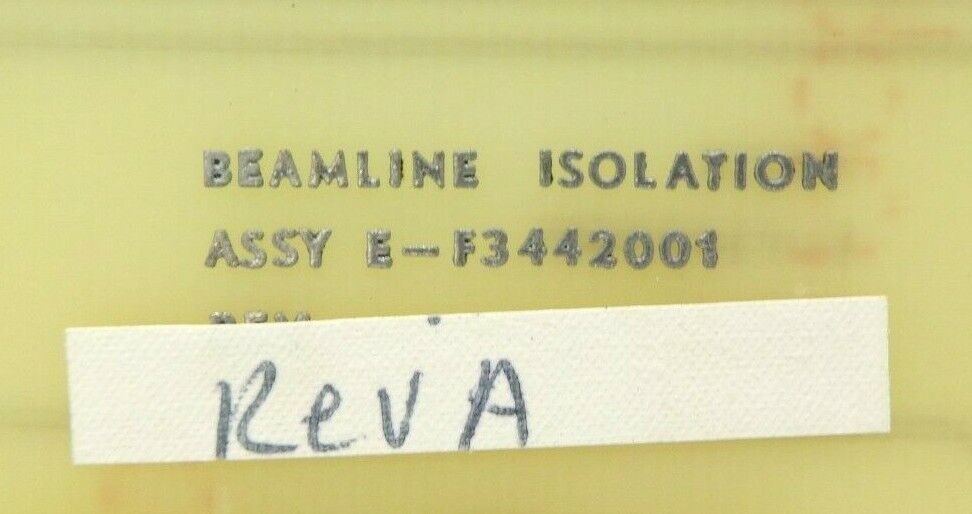 BEAMLINE ISOLATION
ASSY E-F3442001
Rev A